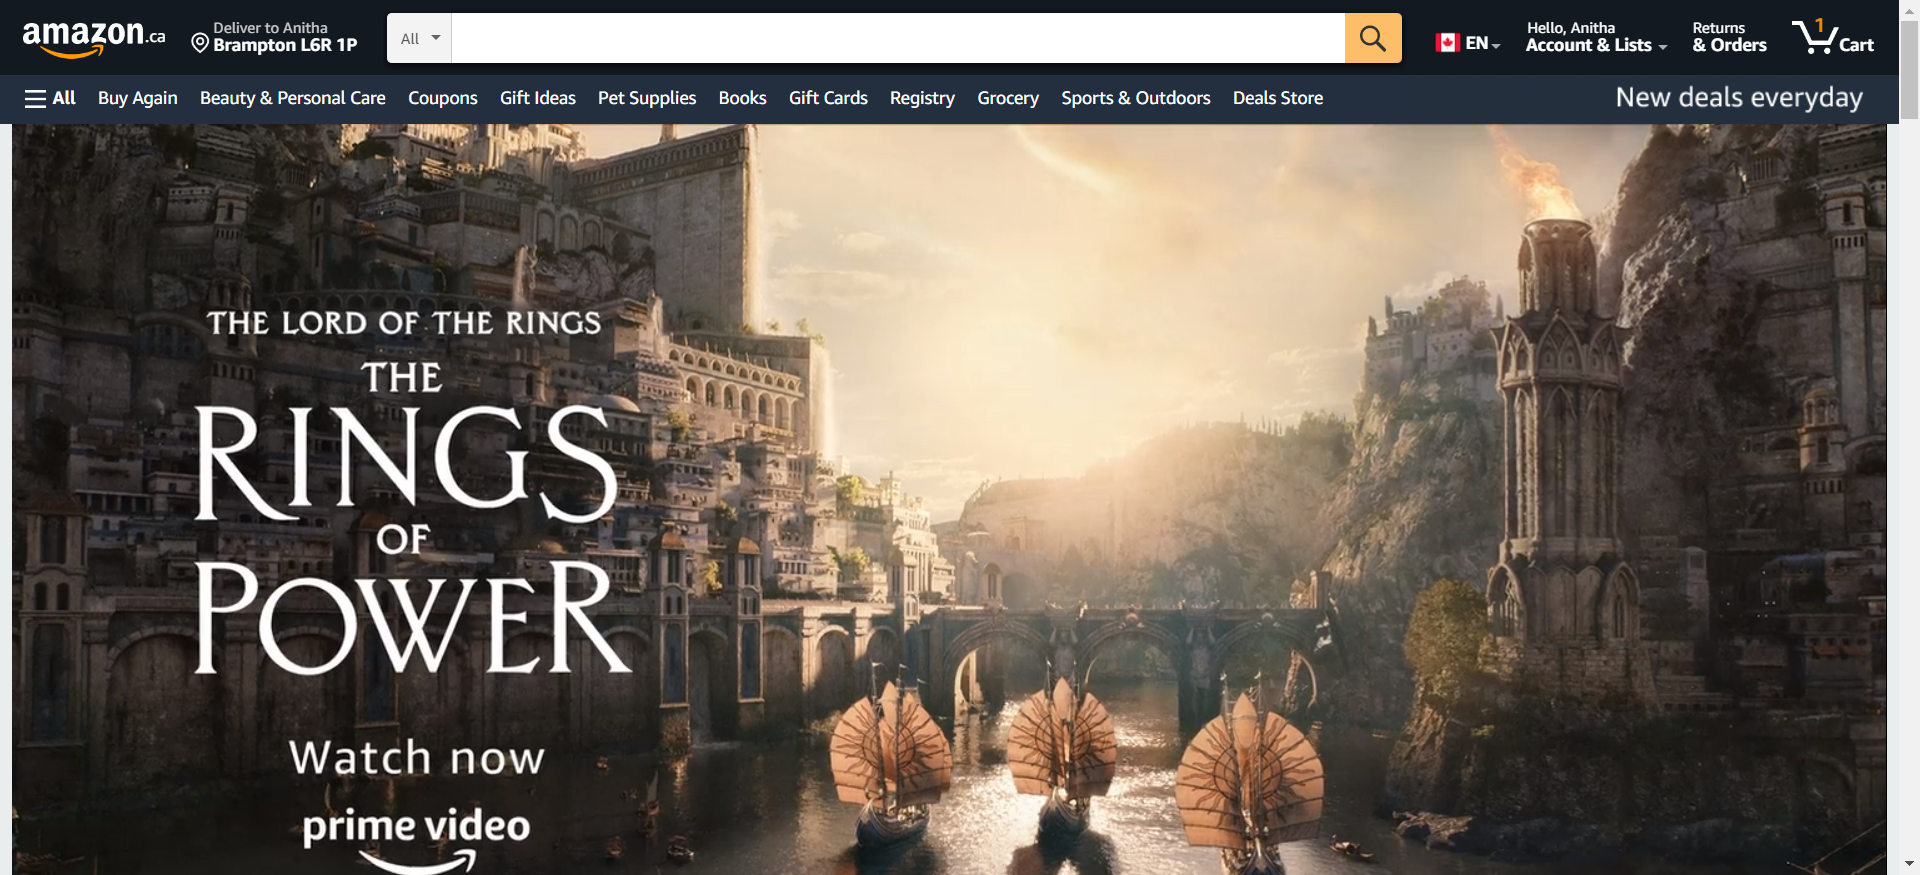 amazon.ca
Deliver to Anitha
Brampton L6R 1P
All
EN
Hello, Anitha
Account & Lists
Returns
& Orders
1
Cart
All
Buy Again
Beauty & Personal Care
Coupons
Gift Ideas
Pet Supplies
Books
Gift Cards
Registry
Grocery
Sports & Outdoors
Deals Store
New deals everyday
THE LORD OF THE RINGS
THE
RINGS
OF
POWER
Watch now
prime video